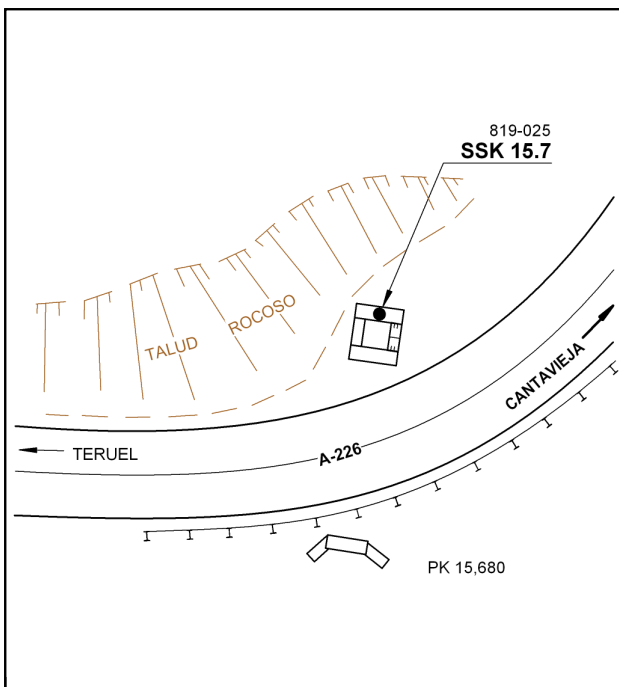 819-025
SSK 15.7
ROCOSO
TALUD
CANTAVIEJA
TERUEL
A-226
PK 15,680